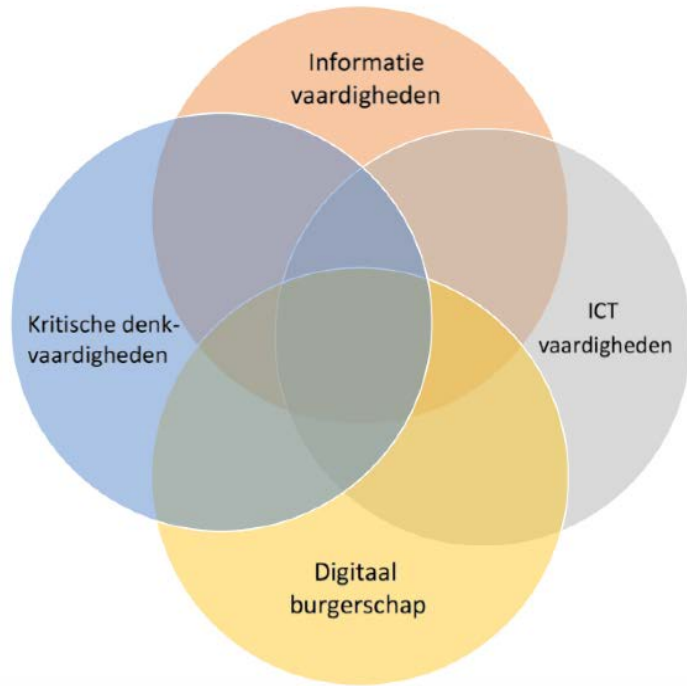 Informatie
vaardigheden
Kritische denk-
vaardigheden
ICT
vaardigheden
Digitaal
burgerschap